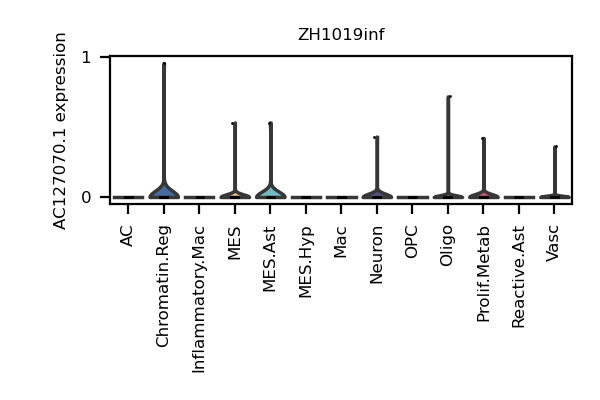 ZH1019inf
AC127070.1 expression
1
0
AC
Chromatin.Reg
Inflammatory.Mac
MES
MES.Ast
MES.Hyp
Mac
Neuron
OPC
Oligo
Prolif.Metab
Reactive.Ast
Vasc